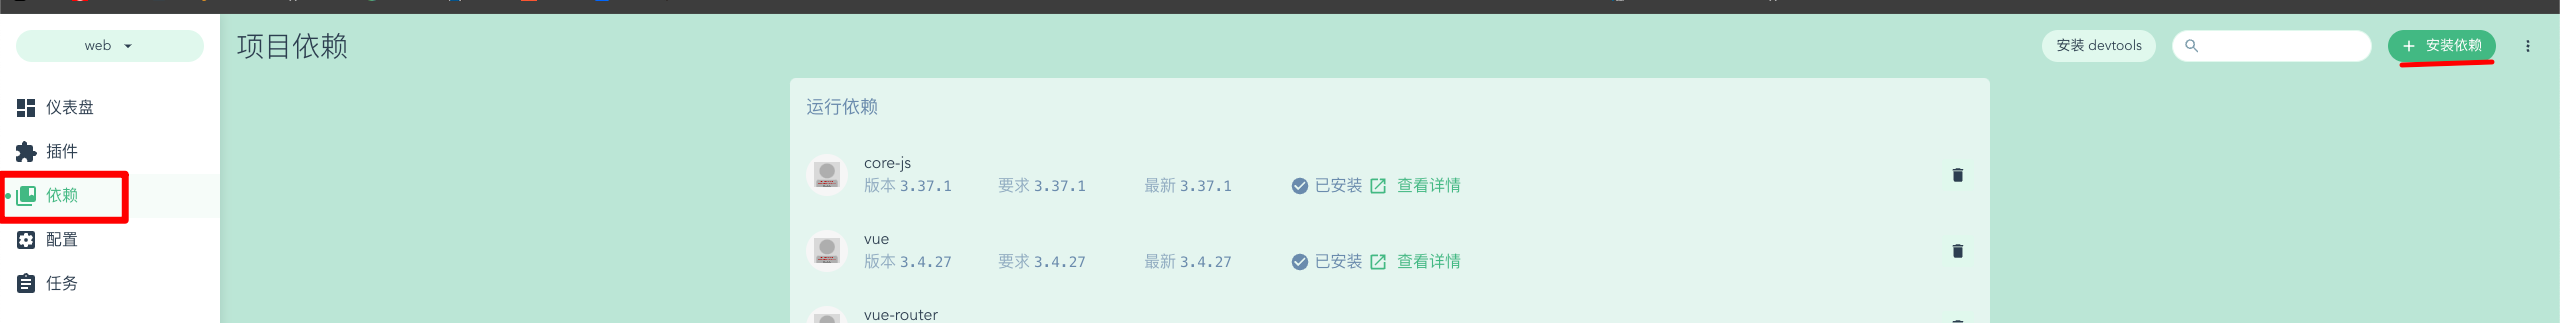 web
项目依赖
安装 devtools
安装依赖
仪表盘
插件
依赖
配置
任务
运行依赖
core-js
版本 3.37.1 要求 3.37.1 最新 3.37.1 已安装 查看详情
vue
版本 3.4.27 要求 3.4.27 最新 3.4.27 已安装 查看详情
vue-router